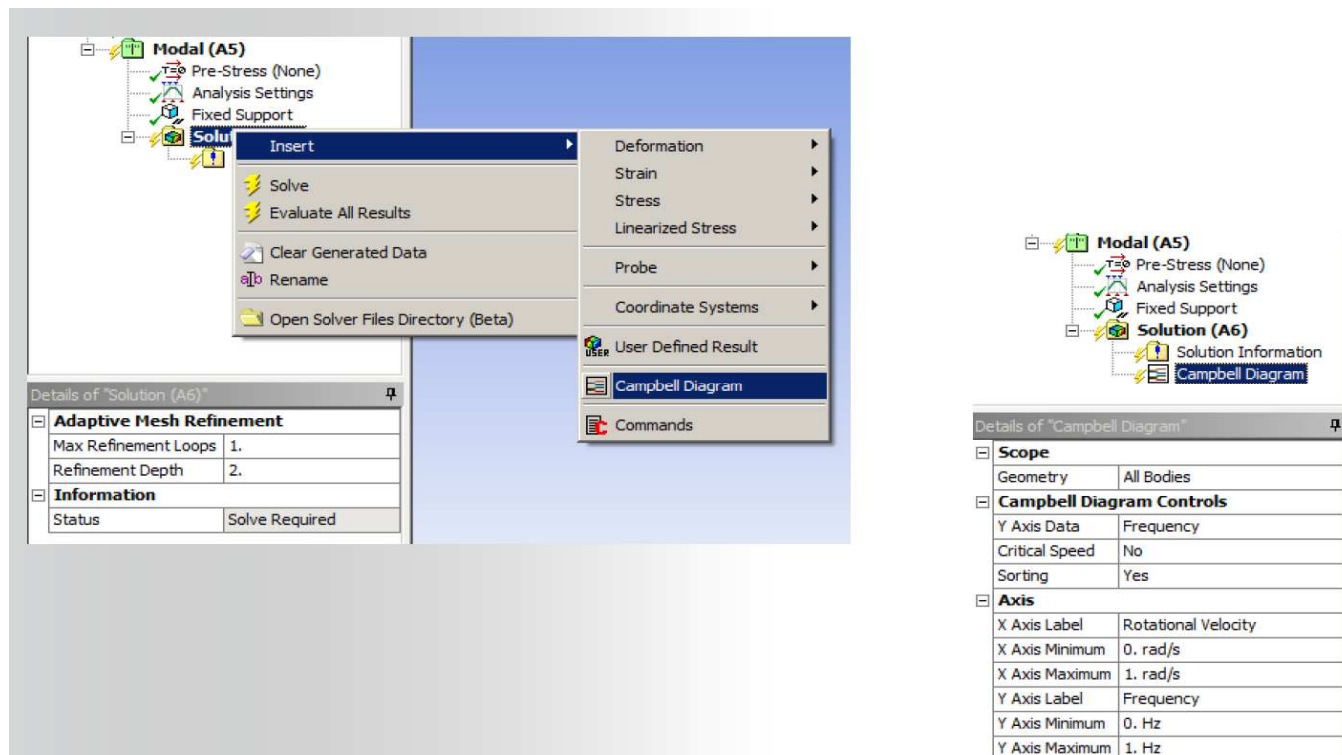 Modal (A5)
Pre-Stress (None)
Analysis Settings
Fixed Support
Solut
Insert
Solve
Evaluate All Results
Clear Generated Data
Rename
Open Solver Files Directory (Beta)
Deformation
Strain
Stress
Linearized Stress
Probe
Coordinate Systems
USER User Defined Result
Campbell Diagram
Commands
Details of "Solution (A6)"
Adaptive Mesh Refinement
Max Refinement Loops 1.
Refinement Depth 2.
Information
Status Solve Required
Modal (A5)
Pre-Stress (None)
Analysis Settings
Fixed Support
Solution (A6)
Solution Information
Campbell Diagram
Details of "Campbell Diagram"
Scope
Geometry All Bodies
Campbell Diagram Controls
Y Axis Data Frequency
Critical Speed No
Sorting Yes
Axis
X Axis Label Rotational Velocity
X Axis Minimum 0. rad/s
X Axis Maximum 1. rad/s
Y Axis Label Frequency
Y Axis Minimum 0. Hz
Y Axis Maximum 1. Hz